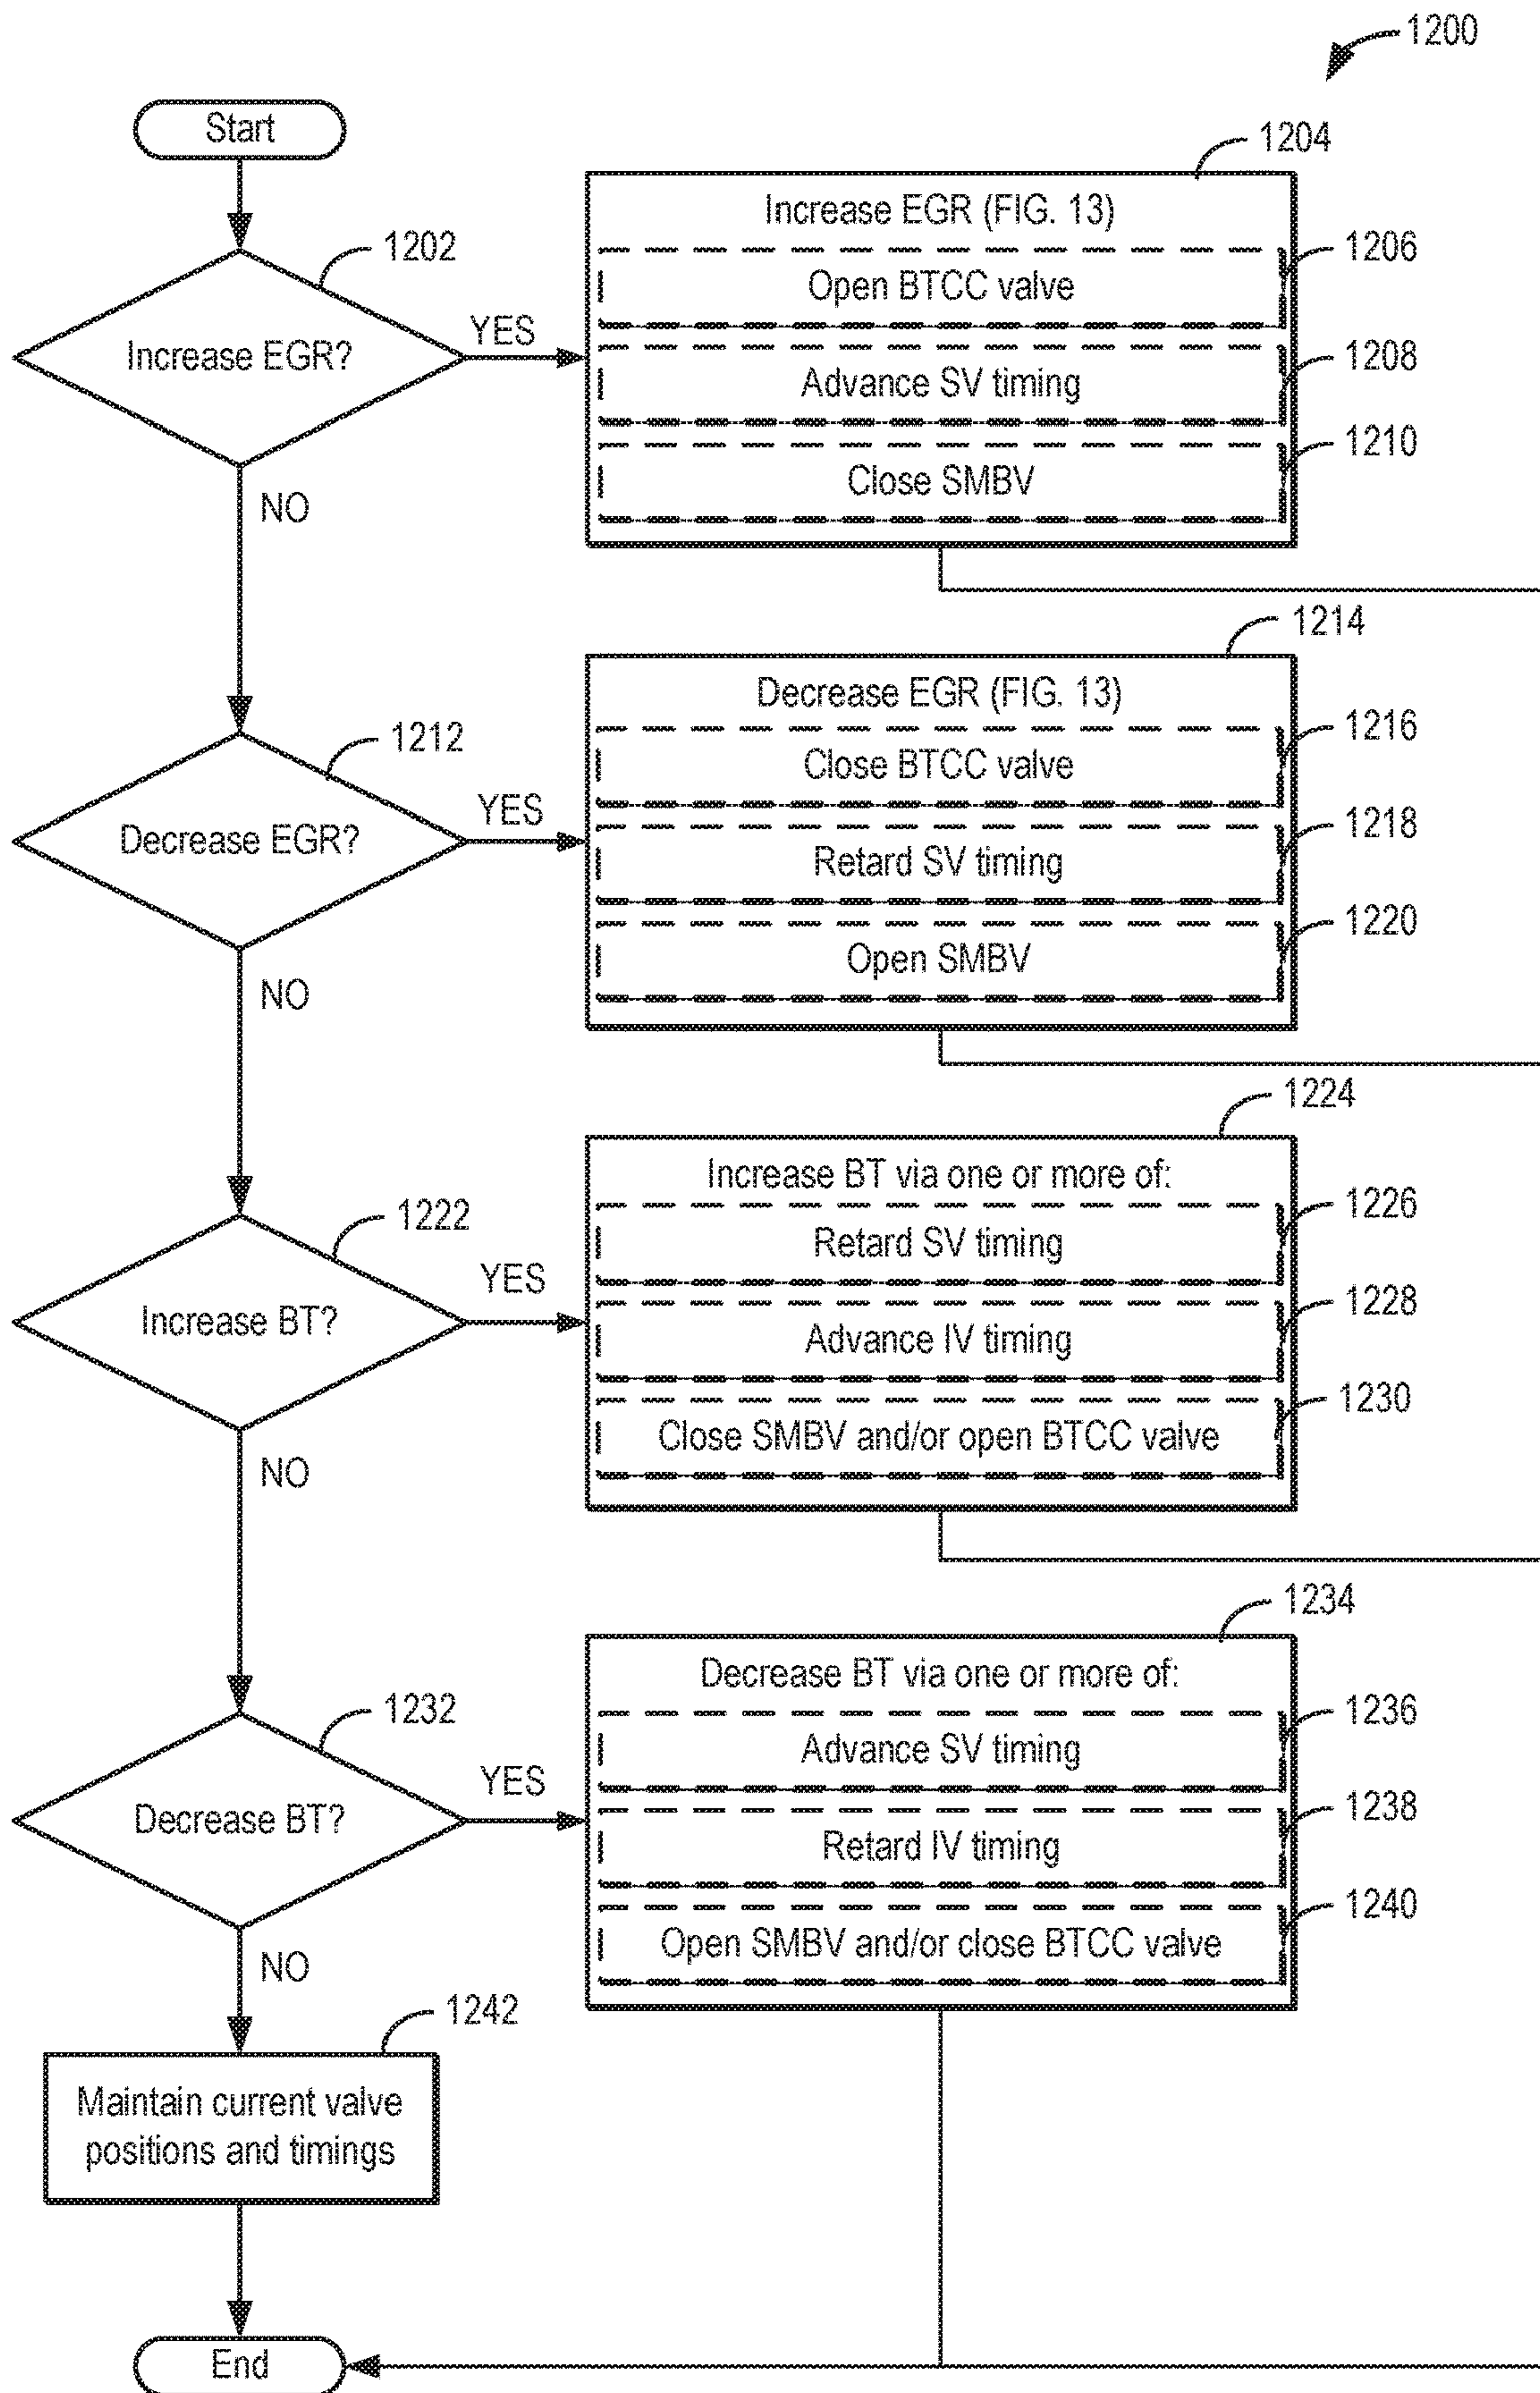 1200
Start
1204
Increase EGR (FIG. 13)
1202
1206
Open BTCC valve
Increase EGR?
YES
1208
Advance SV timing
1210
Close SMBV
NO
1214
Decrease EGR (FIG. 13)
1212
1216
Close BTCC valve
Decrease EGR?
YES
1218
Retard SV timing
1220
Open SMBV
NO
1224
Increase BT via one or more of:
1222
1226
Retard SV timing
Increase BT?
YES
1228
Advance IV timing
1230
Close SMBV and/or open BTCC valve
NO
1234
Decrease BT via one or more of:
1232
1236
Advance SV timing
Decrease BT?
YES
1238
Retard IV timing
1240
Open SMBV and/or close BTCC valve
NO
1242
Maintain current valve
positions and timings
End